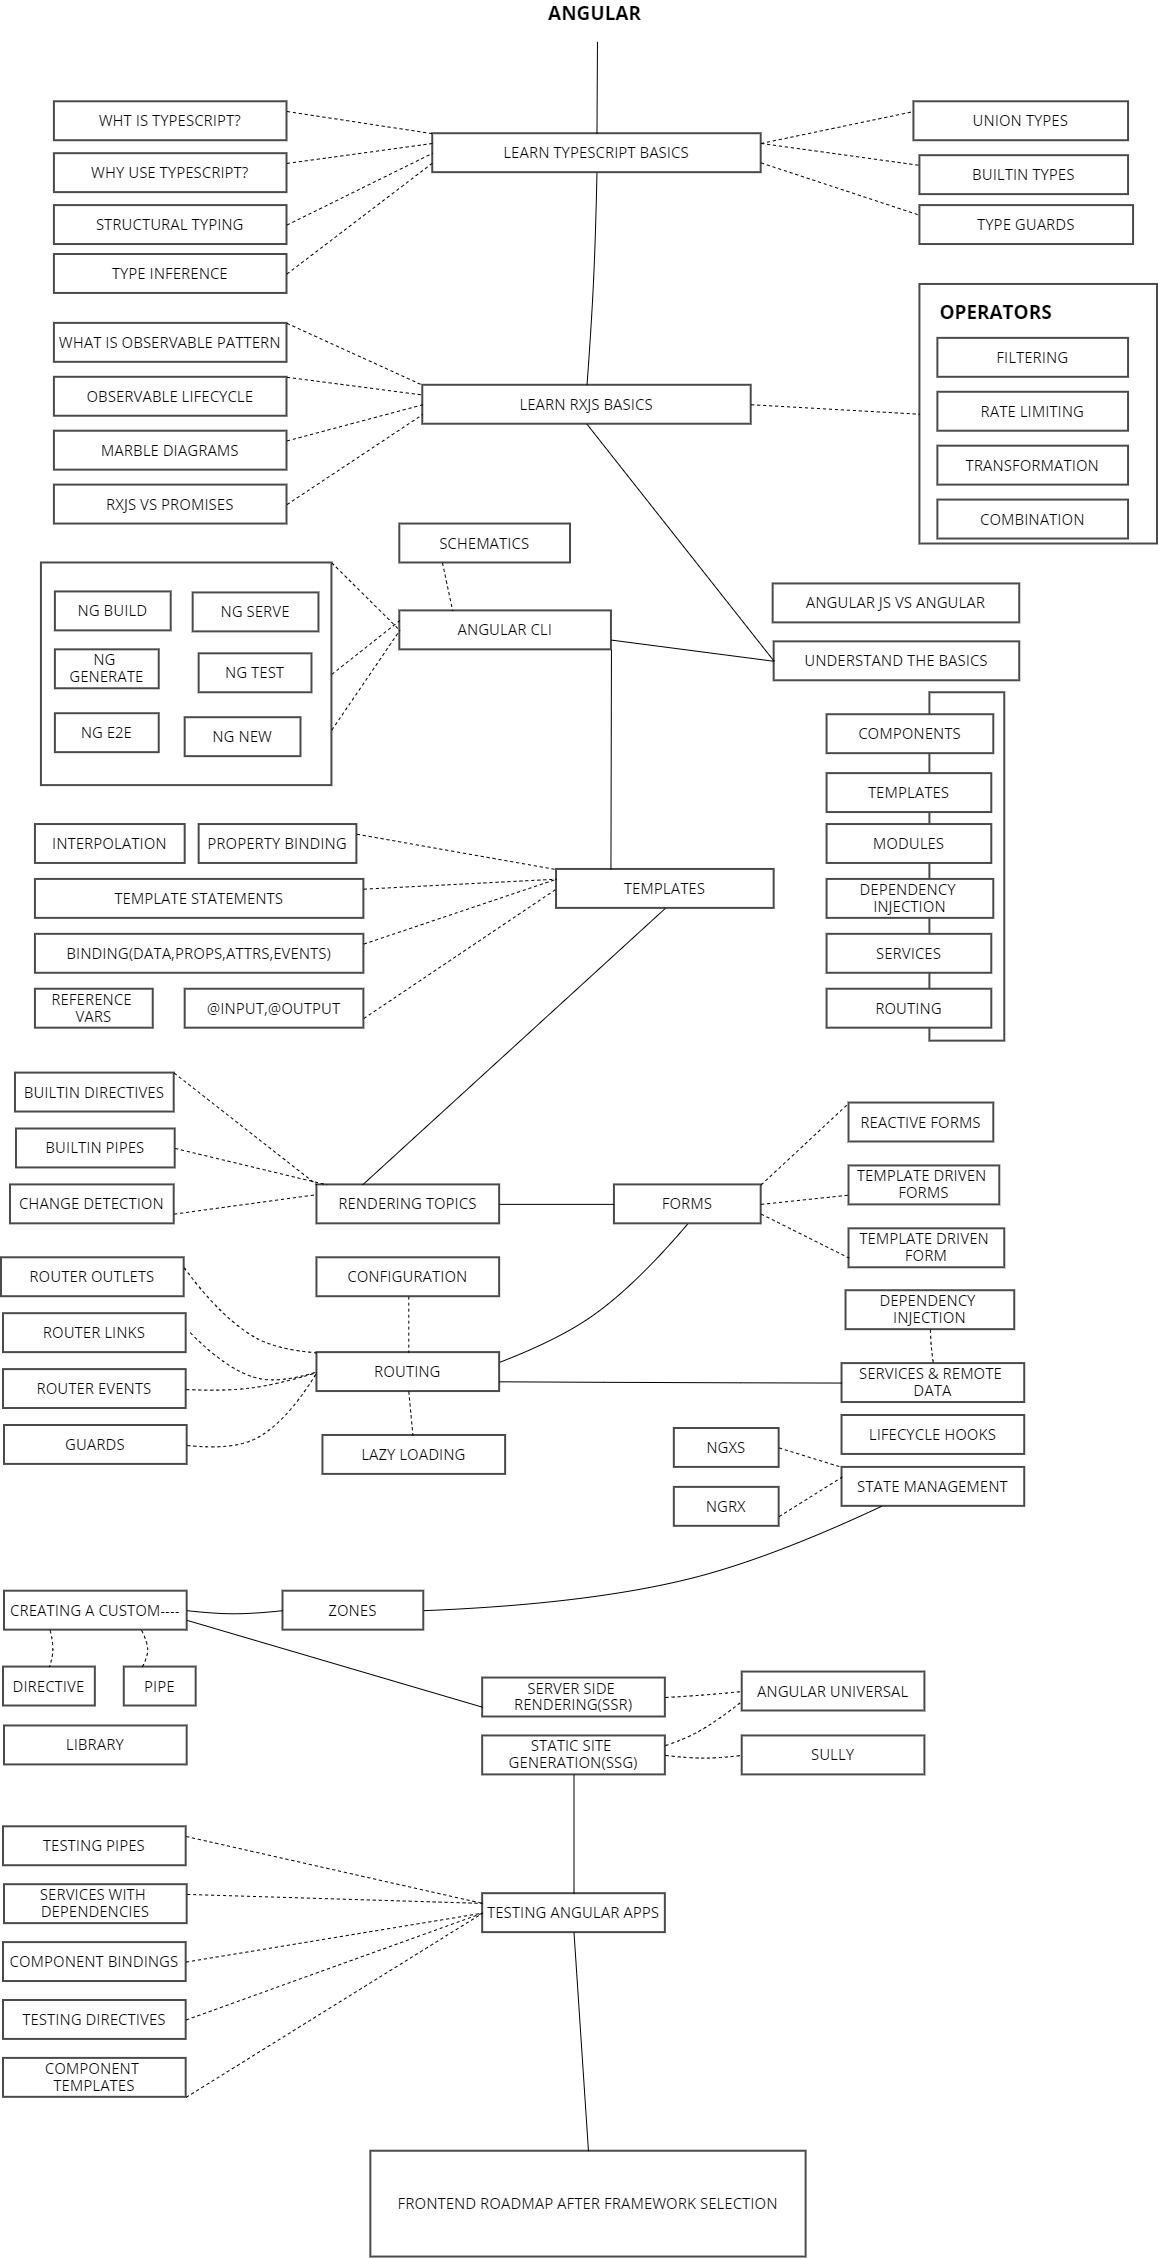 ANGULAR
WHT IS TYPESCRIPT?
WHY USE TYPESCRIPT?
STRUCTURAL TYPING
TYPE INFERENCE
LEARN TYPESCRIPT BASICS
UNION TYPES
BUILTIN TYPES
TYPE GUARDS
WHAT IS OBSERVABLE PATTERN
OBSERVABLE LIFECYCLE
MARBLE DIAGRAMS
RXJS VS PROMISES
LEARN RXJS BASICS
OPERATORS
FILTERING
RATE LIMITING
TRANSFORMATION
COMBINATION
SCHEMATICS
ANGULAR CLI
NG BUILD
NG SERVE
NG
GENERATE
NG TEST
NG E2E
NG NEW
ANGULAR JS VS ANGULAR
UNDERSTAND THE BASICS
COMPONENTS
TEMPLATES
MODULES
DEPENDENCY
INJECTION
SERVICES
ROUTING
INTERPOLATION
PROPERTY BINDING
TEMPLATE STATEMENTS
BINDING(DATA,PROPS,ATTRS,EVENTS)
REFERENCE
VARS
@INPUT,@OUTPUT
TEMPLATES
BUILTIN DIRECTIVES
BUILTIN PIPES
CHANGE DETECTION
RENDERING TOPICS
FORMS
REACTIVE FORMS
TEMPLATE DRIVEN
FORMS
TEMPLATE DRIVEN
FORM
ROUTER OUTLETS
ROUTER LINKS
ROUTER EVENTS
GUARDS
CONFIGURATION
ROUTING
LAZY LOADING
DEPENDENCY
INJECTION
SERVICES & REMOTE
DATA
LIFECYCLE HOOKS
STATE MANAGEMENT
NGXS
NGRX
CREATING A CUSTOM----
ZONES
DIRECTIVE
PIPE
LIBRARY
SERVER SIDE
RENDERING(SSR)
STATIC SITE
GENERATION(SSG)
ANGULAR UNIVERSAL
SULLY
TESTING PIPES
SERVICES WITH
DEPENDENCIES
COMPONENT BINDINGS
TESTING DIRECTIVES
COMPONENT
TEMPLATES
TESTING ANGULAR APPS
FRONTEND ROADMAP AFTER FRAMEWORK SELECTION